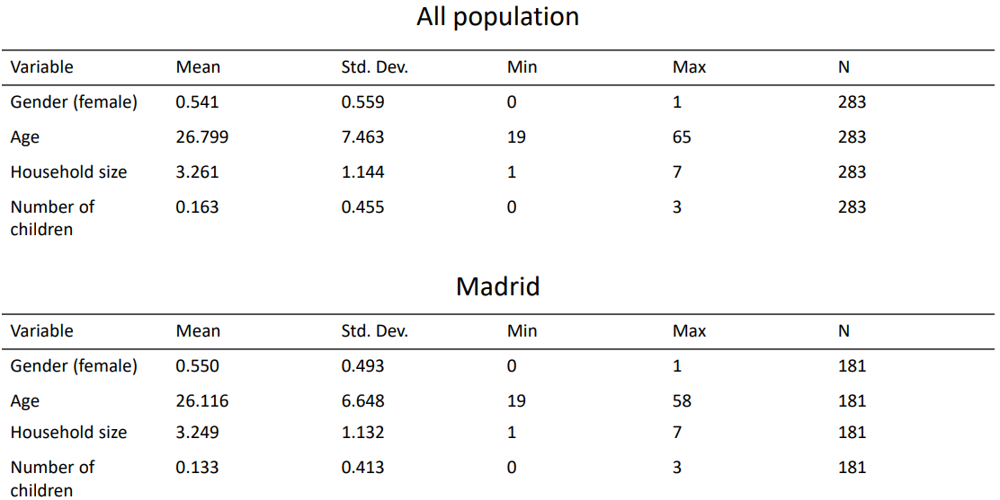 All population
Variable Mean Std. Dev. Min Max N
Gender (female) 0.541 0.559 0 1 283
Age 26.799 7.463 19 65 283
Household size 3.261 1.144 1 7 283
Number of 0.163 0.455 0 3 283
children
Madrid
Variable Mean Std. Dev. Min Max N
Gender (female) 0.550 0.493 0 1 181
Age 26.116 6.648 19 58 181
Household size 3.249 1.132 1 7 181
Number of 0.133 0.413 0 3 181
children